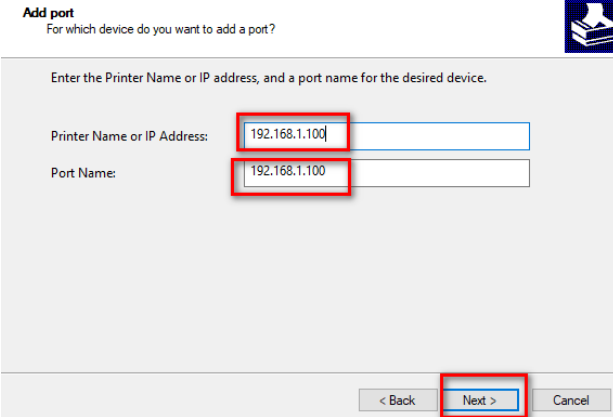 Add port
For which device do you want to add a port?
Enter the Printer Name or IP address, and a port name for the desired device.
Printer Name or IP Address: 192.168.1.100
Port Name: 192.168.1.100
< Back Next > Cancel